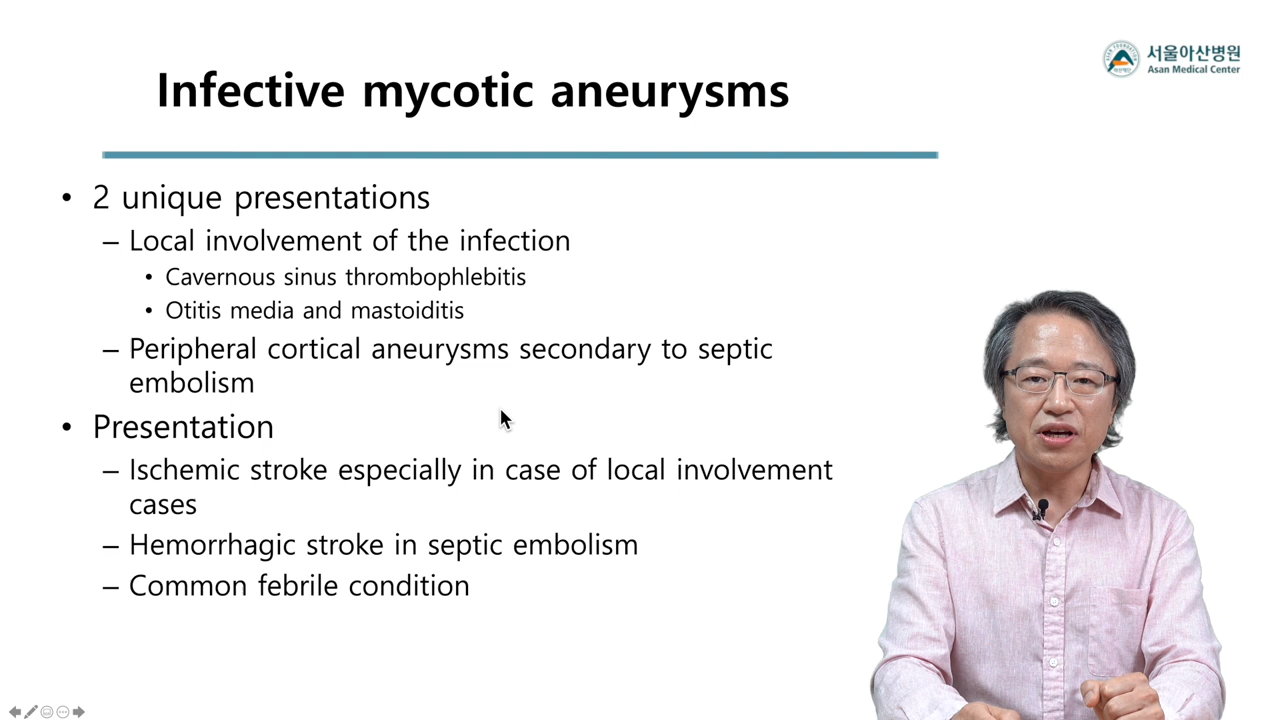 서울아산병원
Asan Medical Center
Infective mycotic aneurysms
• 2 unique presentations
– Local involvement of the infection
• Cavernous sinus thrombophlebitis
• Otitis media and mastoiditis
– Peripheral cortical aneurysms secondary to septic
embolism
• Presentation
– Ischemic stroke especially in case of local involvement
cases
– Hemorrhagic stroke in septic embolism
– Common febrile condition